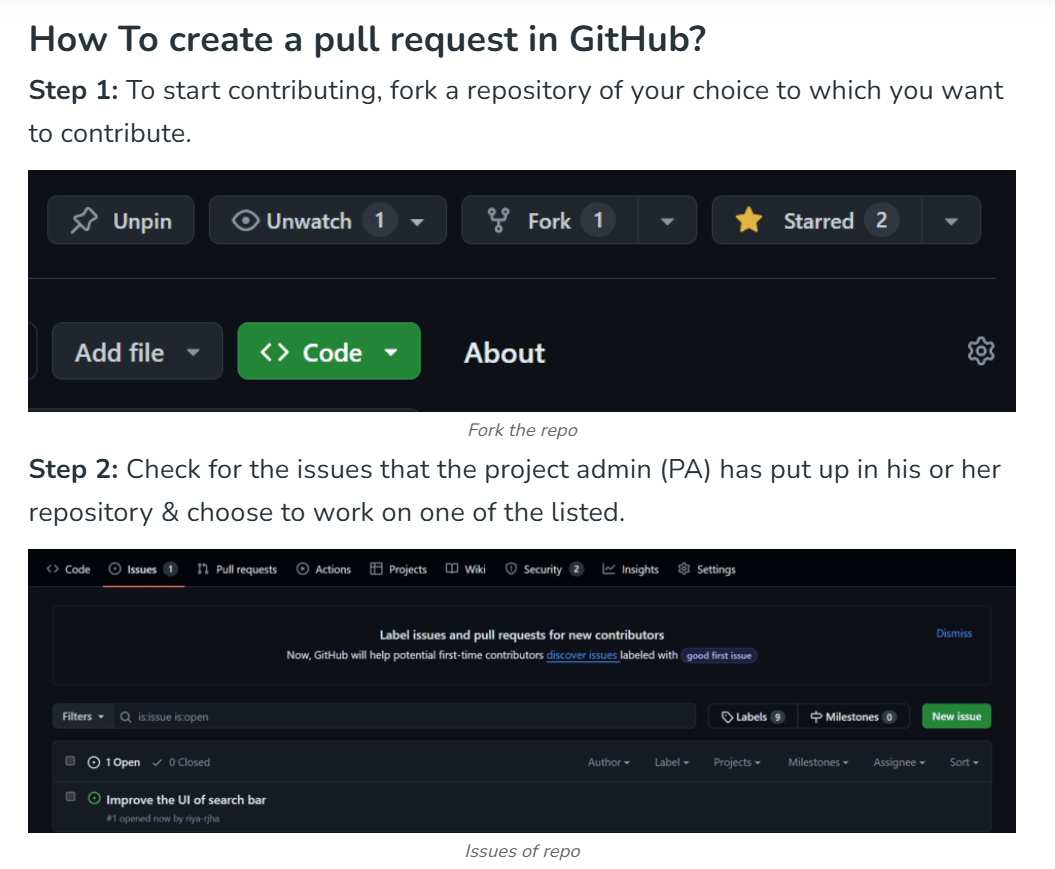 How To create a pull request in GitHub?
Step 1: To start contributing, fork a repository of your choice to which you want
to contribute.
Unpin Unwatch 1 Fork 1 Starred 2
Add file Code About
Fork the repo
Step 2: Check for the issues that the project admin (PA) has put up in his or her
repository & choose to work on one of the listed.
Code Issues 1 Pull requests Actions Projects Wiki Security 2 Insights Settings
Label issues and pull requests for new contributors Dismiss
Now, GitHub will help potential first-time contributors discover issues labeled with good first issue
Filters is:issue is:open Labels 9 Milestones 0 New issue
1 Open 0 Closed Author Label Projects Milestones Assignee Sort
Improve the UI of search bar
#1 opened now by riya-rjha
Issues of repo